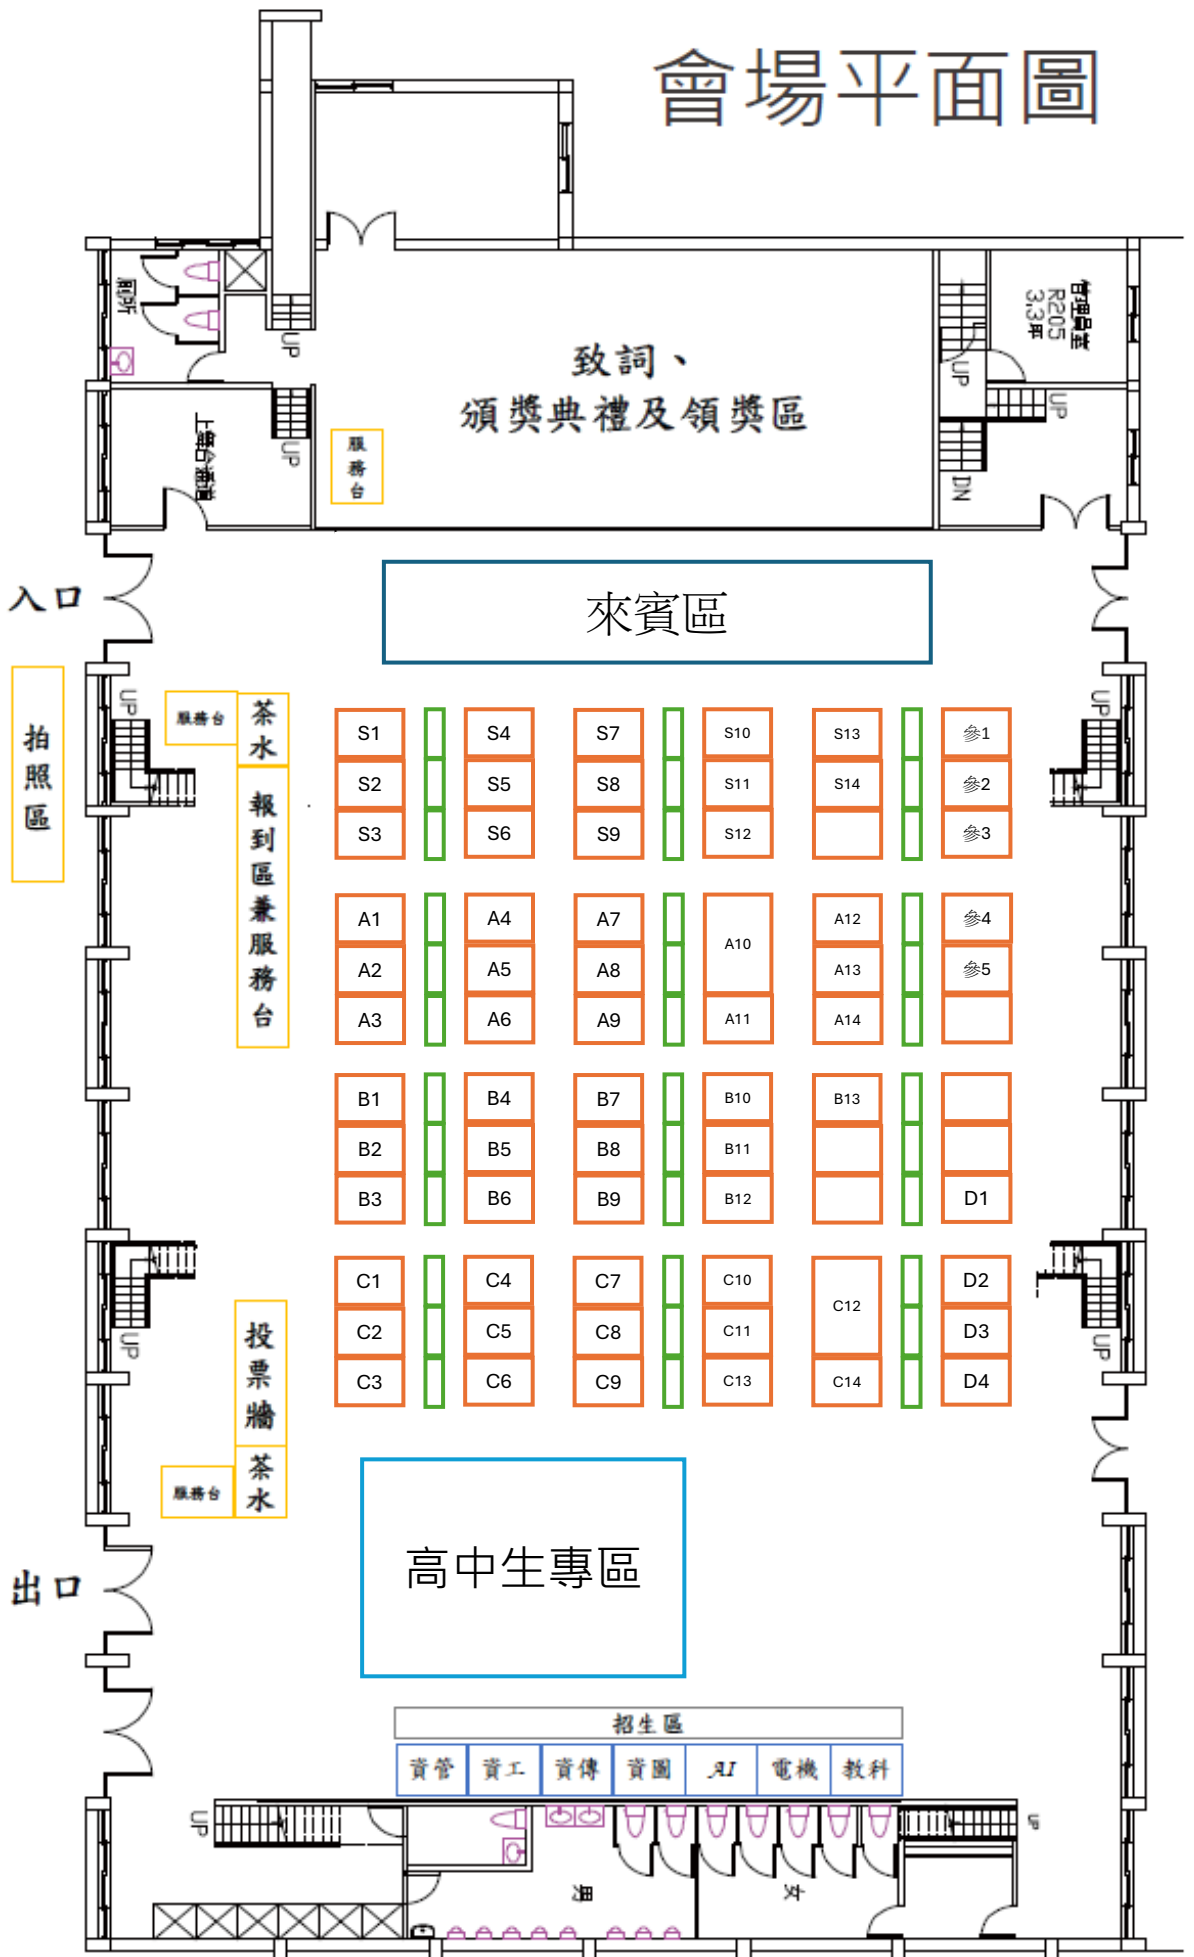 會場平面圖
廁所
UP
上舞台通道
UP
服務台
致詞、
頒獎典禮及領獎區
管理員室
R205
3.3坪
UP
UP
DN
入口
來賓區
拍照區
UP
服務台
茶水
報到區兼服務台
UP
S1 S4 S7 S10 S13 參1
S2 S5 S8 S11 S14 參2
S3 S6 S9 S12 參3
A1 A4 A7 A10 A12 參4
A2 A5 A8 A13 參5
A3 A6 A9 A11 A14
B1 B4 B7 B10 B13
B2 B5 B8 B11
B3 B6 B9 B12 D1
C1 C4 C7 C10 C12 D2
C2 C5 C8 C11 D3
C3 C6 C9 C13 C14 D4
UP
UP
投票牆
茶水
服務台
高中生專區
出口
招生區
資管 資工 資傳 資圖 AI 電機 教科
UP
UP
男
女